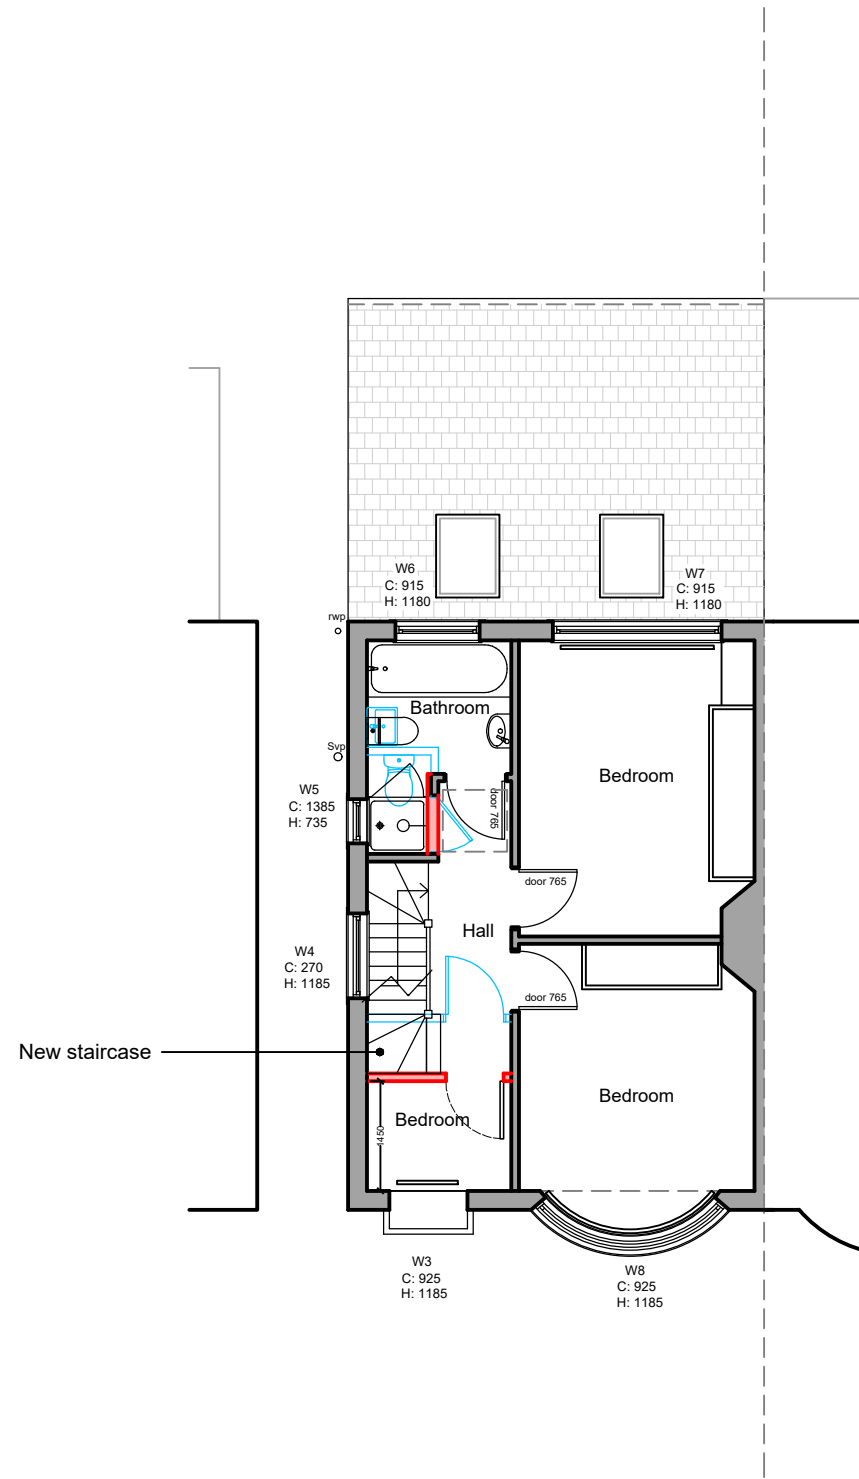 W6
C: 915
H: 1180
W7
C: 915
H: 1180
rwp
Bathroom
Svp
Bedroom
W5
C: 1385
H: 735
door 765
door 765
Hall
W4
C: 270
H: 1185
door 765
New staircase
Bedroom
Bedroom
1450
W3
C: 925
H: 1185
W8
C: 925
H: 1185